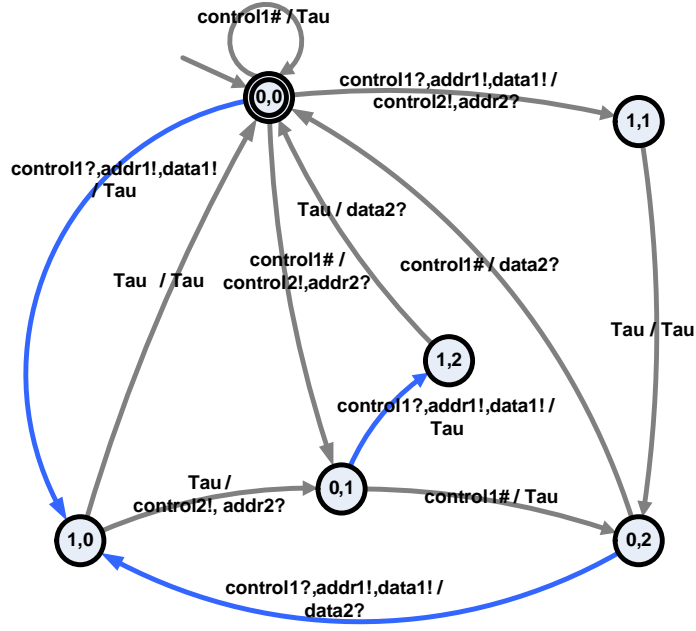 control1# / Tau
0,0
control1?,addr1!,data1! /
control2!,addr2?
1,1
control1?,addr1!,data1!
/ Tau
Tau / data2?
control1# /
control2!,addr2?
control1# / data2?
Tau / Tau
Tau / Tau
1,2
control1?,addr1!,data1! /
Tau
Tau /
control2!, addr2?
0,1
control1# / Tau
1,0
0,2
control1?,addr1!,data1! /
data2?